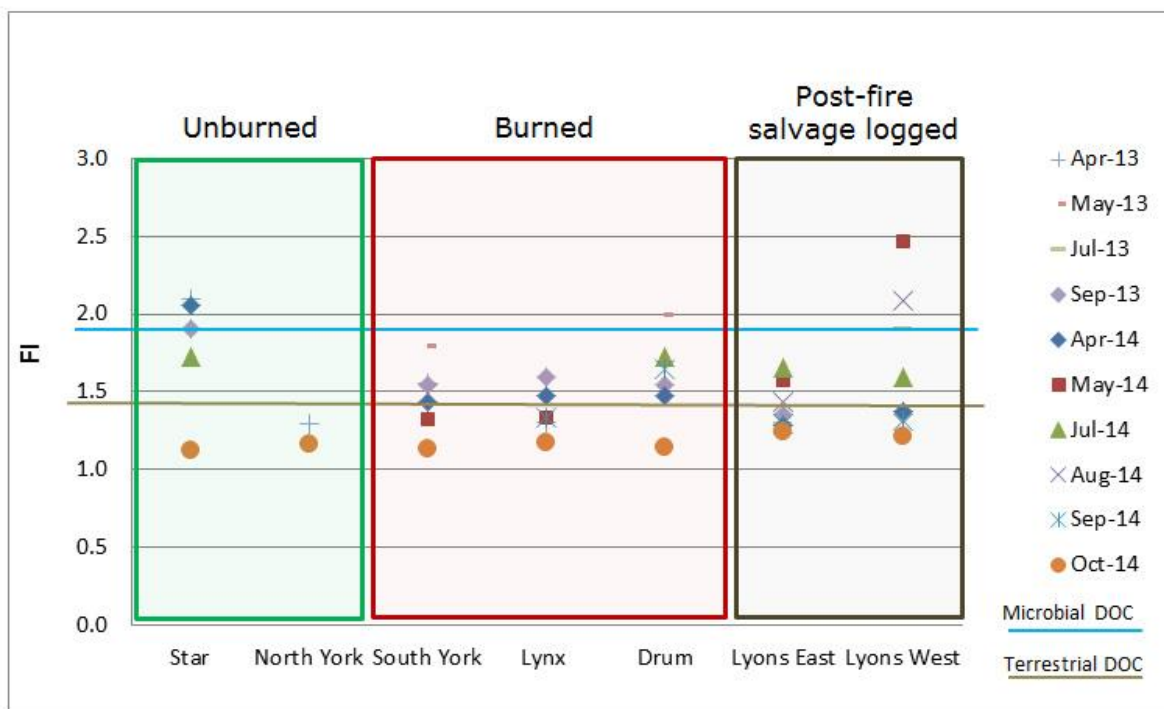 Unburned
Burned
Post-fire
salvage logged
3.0
2.5
2.0
1.5
1.0
0.5
0.0
FI
Star
North York
South York
Lynx
Drum
Lyons East
Lyons West
Apr-13
May-13
Jul-13
Sep-13
Apr-14
May-14
Jul-14
Aug-14
Sep-14
Oct-14
Microbial DOC
Terrestrial DOC